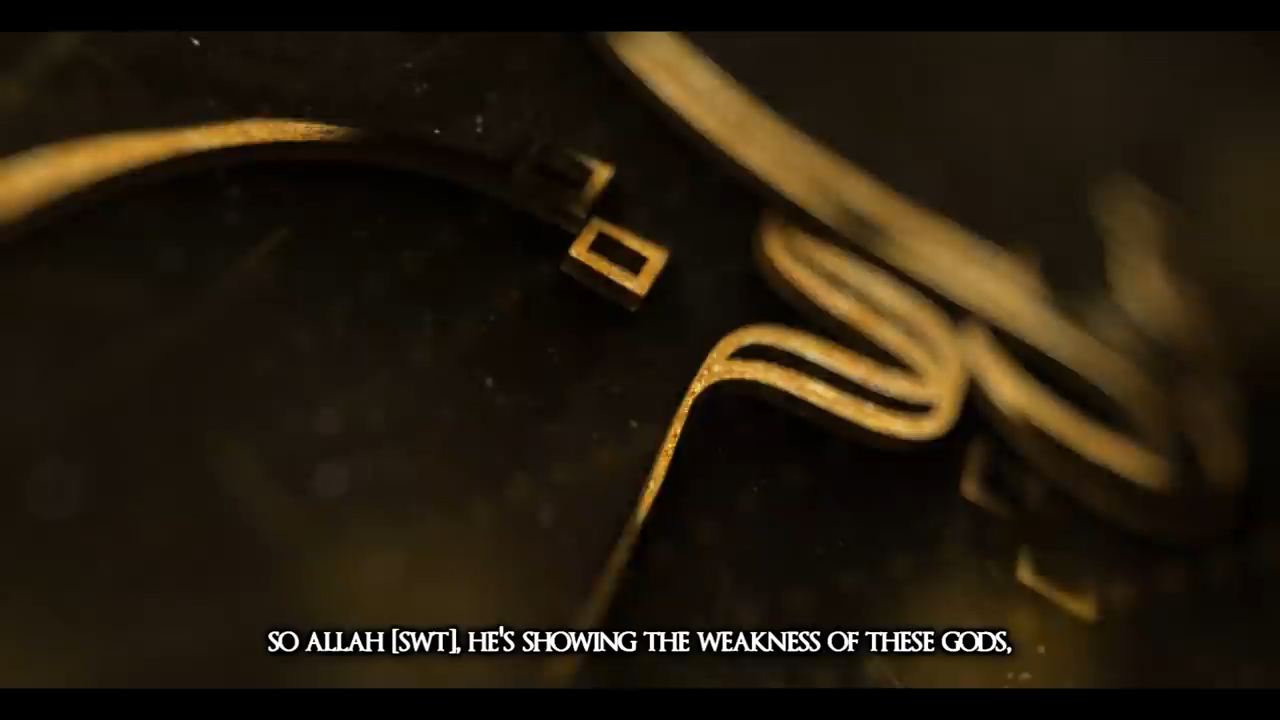 SO ALLAH [SWT], HE'S SHOWING THE WEAKNESS OF THESE GODS,